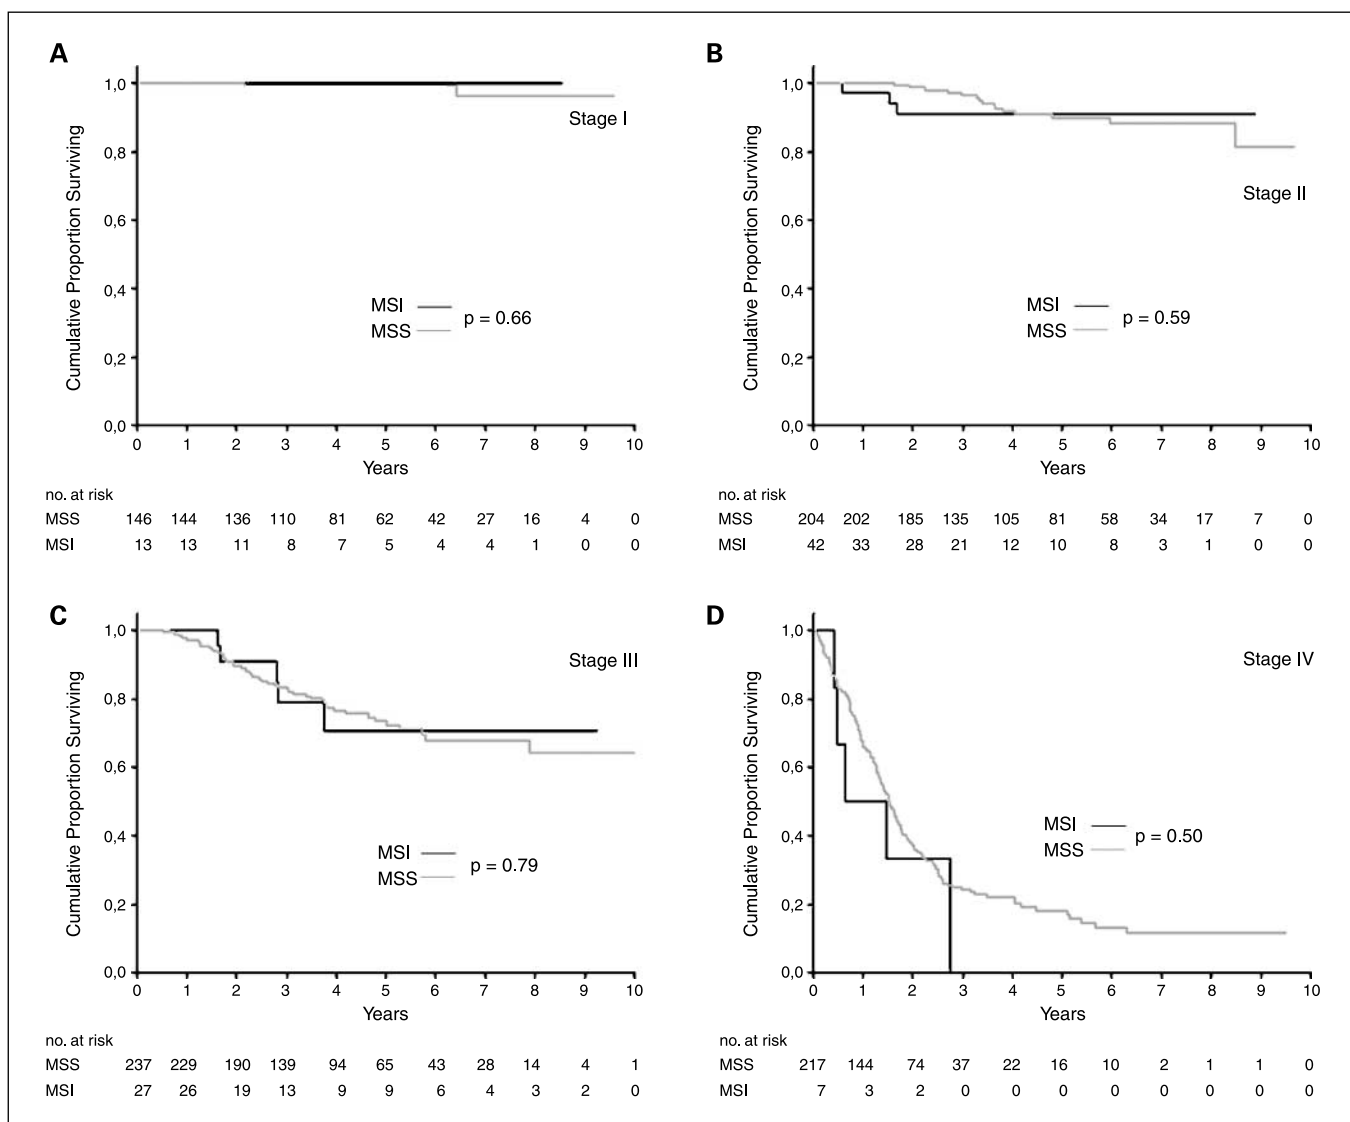 A
1,0
0,8
0,6
0,4
0,2
0,0
Cumulative Proportion Surviving
Stage I
MSI
MSS
p = 0.66
0 1 2 3 4 5 6 7 8 9 10
Years
no. at risk
MSS 146 144 136 110 81 62 42 27 16 4 0
MSI 13 13 11 8 7 5 4 4 1 0 0
B
1,0
0,8
0,6
0,4
0,2
0,0
Cumulative Proportion Surviving
Stage II
MSI
MSS
p = 0.59
0 1 2 3 4 5 6 7 8 9 10
Years
no. at risk
MSS 204 202 185 135 105 81 58 34 17 7 0
MSI 42 33 28 21 12 10 8 3 1 0 0
C
1,0
0,8
0,6
0,4
0,2
0,0
Cumulative Proportion Surviving
Stage III
MSI
MSS
p = 0.79
0 1 2 3 4 5 6 7 8 9 10
Years
no. at risk
MSS 237 229 190 139 94 65 43 28 14 4 1
MSI 27 26 19 13 9 9 6 4 3 2 0
D
1,0
0,8
0,6
0,4
0,2
0,0
Cumulative Proportion Surviving
Stage IV
MSI
MSS
p = 0.50
0 1 2 3 4 5 6 7 8 9 10
Years
no. at risk
MSS 217 144 74 37 22 16 10 2 1 1 0
MSI 7 3 2 0 0 0 0 0 0 0 0